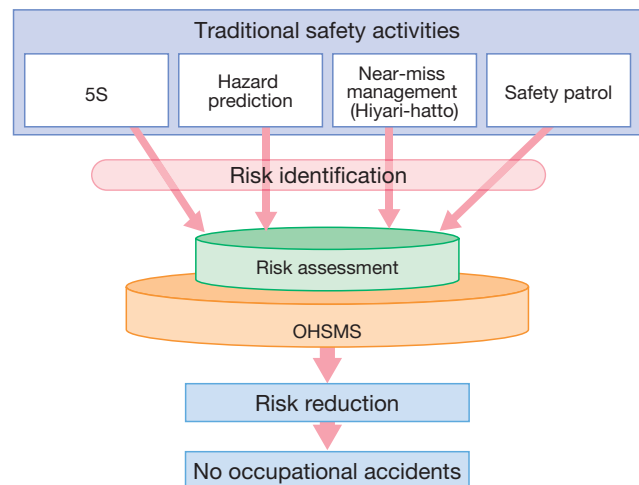 Traditional safety activities
5S
Hazard
prediction
Near-miss
management
(Hiyari-hatto)
Safety patrol
Risk identification
Risk assessment
OHSMS
Risk reduction
No occupational accidents